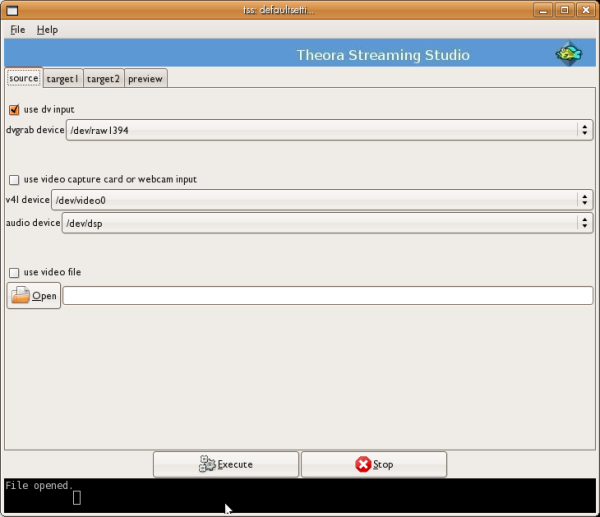 tss: defaultsetti...
File Help
Theora Streaming Studio
source target1 target2 preview
use dv input
dvgrab device /dev/raw1394
use video capture card or webcam input
v4l device /dev/video0
audio device /dev/dsp
use video file
Open
Execute Stop
File opened.